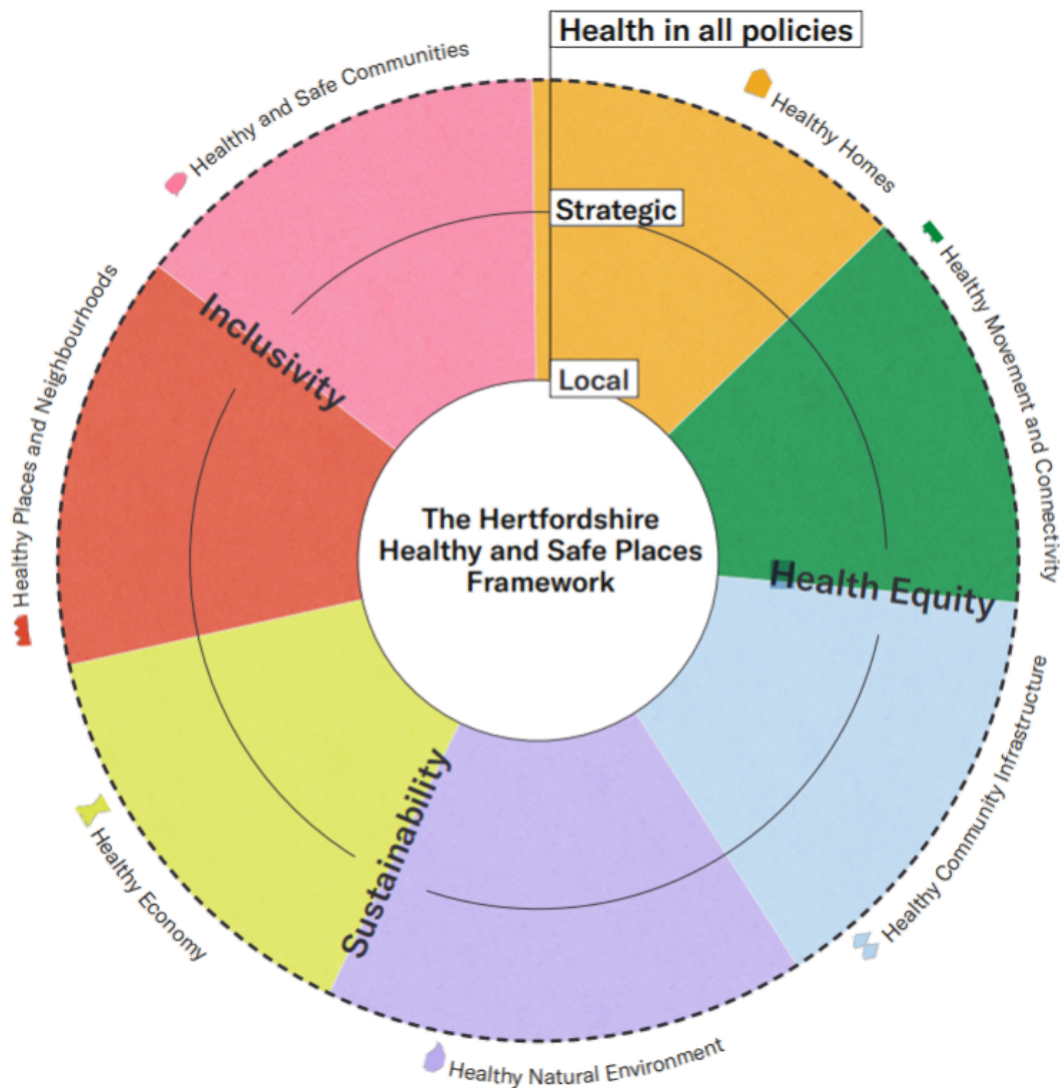 Health in all policies
Strategic
Local
The Hertfordshire
Healthy and Safe Places
Framework
Healthy Homes
Healthy Movement and Connectivity
Healthy Community Infrastructure
Healthy Natural Environment
Healthy Economy
Healthy Places and Neighbourhoods
Healthy and Safe Communities
Inclusivity
Health Equity
Sustainability